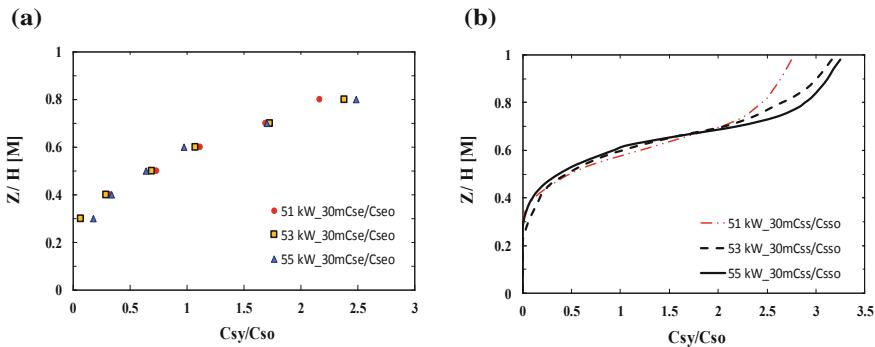 (a)
Z/ H [M]
1
0.8
0.6
0.4
0.2
0
0
0.5
1
1.5
2
2.5
3
Csy/Cso
51 kW_30mCse/Cseo
53 kW_30mCse/Cseo
55 kW_30mCse/Cseo
(b)
Z/ H [M]
1
0.8
0.6
0.4
0.2
0
0
0.5
1
1.5
2
2.5
3
3.5
Csy/Cso
51 kW_30mCss/Csso
53 kW_30mCss/Csso
55 kW_30mCss/Csso